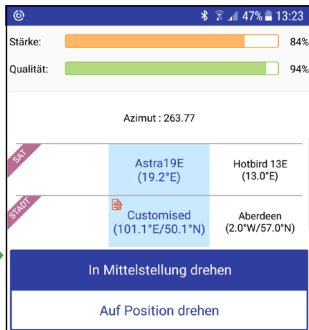 47% 13:23
Stärke: 84%
Qualität: 94%
Azimut : 263.77
SAT
Astra19E Hotbird 13E
(19.2°E) (13.0°E)
STADT
Customised Aberdeen
(101.1°E/50.1°N) (2.0°W/57.0°N)
In Mittelstellung drehen
Auf Position drehen